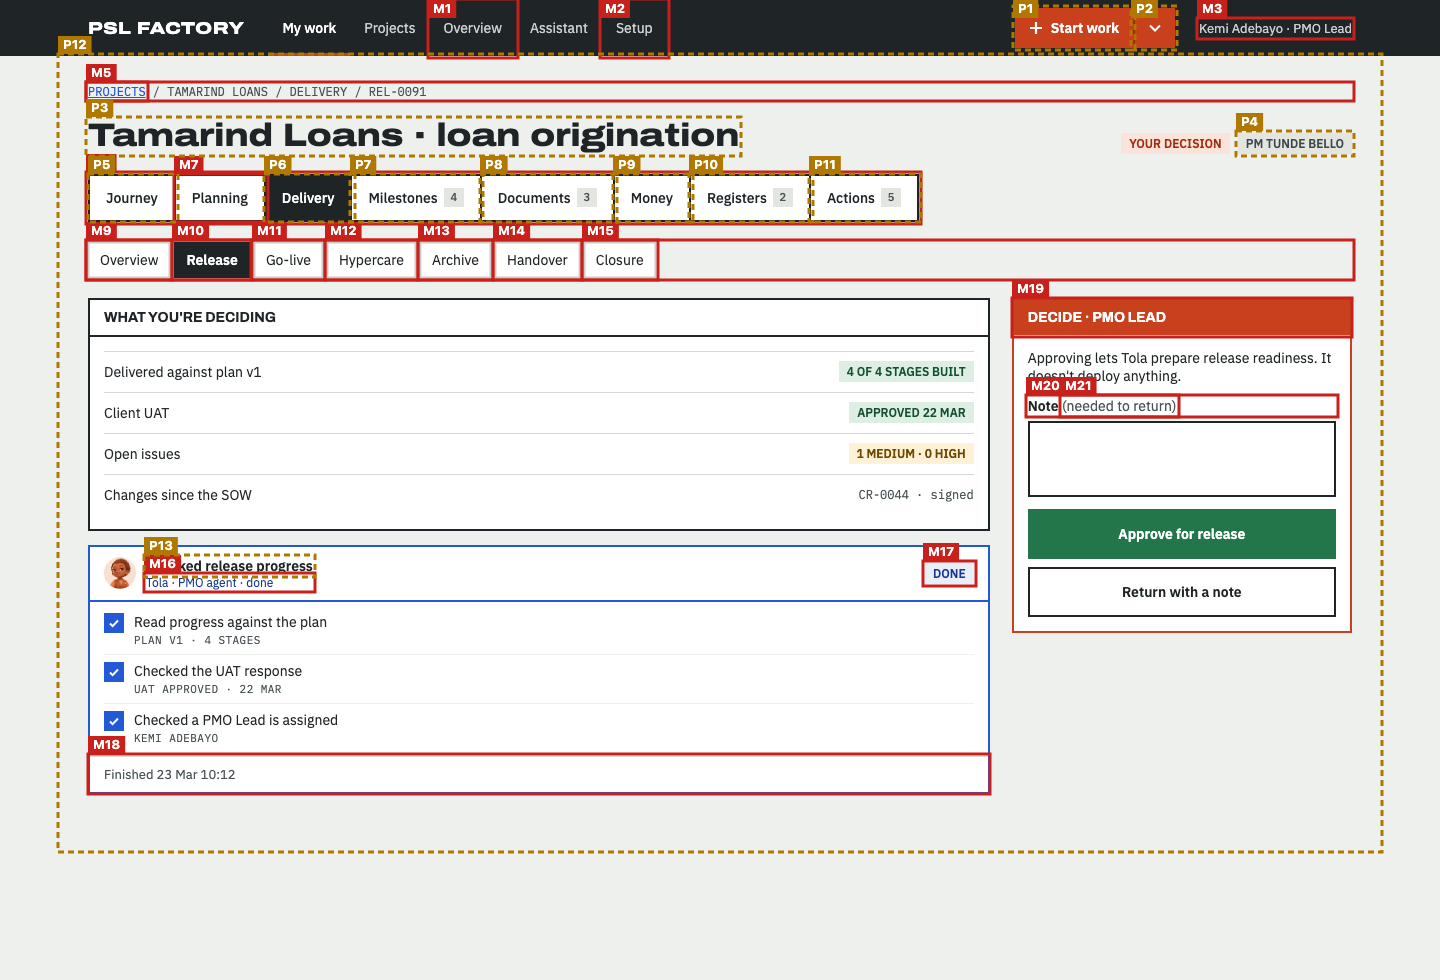 M1 M2 P1 P2 M3
PSL FACTORY My work Projects Overview Assistant Setup + Start work Kemi Adebayo · PMO Lead
P12
M5
PROJECTS / TAMARIND LOANS / DELIVERY / REL-0091
P3
Tamarind Loans · loan origination
P4
YOUR DECISION PM TUNDE BELLO
P5 M7 P6 P7 P8 P9 P10 P11
Journey Planning Delivery Milestones 4 Documents 3 Money Registers 2 Actions 5
M9 M10 M11 M12 M13 M14 M15
Overview Release Go-live Hypercare Archive Handover Closure
WHAT YOU'RE DECIDING
Delivered against plan v1 4 OF 4 STAGES BUILT
Client UAT APPROVED 22 MAR
Open issues 1 MEDIUM · 0 HIGH
Changes since the SOW CR-0044 · signed
P13
M16 release progress
Tola · PMO agent · done
M17
DONE
Read progress against the plan
PLAN V1 · 4 STAGES
Checked the UAT response
UAT APPROVED · 22 MAR
Checked a PMO Lead is assigned
KEMI ADEBAYO
M18
Finished 23 Mar 10:12
M19
DECIDE · PMO LEAD
Approving lets Tola prepare release readiness. It
doesn't deploy anything.
M20 M21
Note (needed to return)
Approve for release
Return with a note